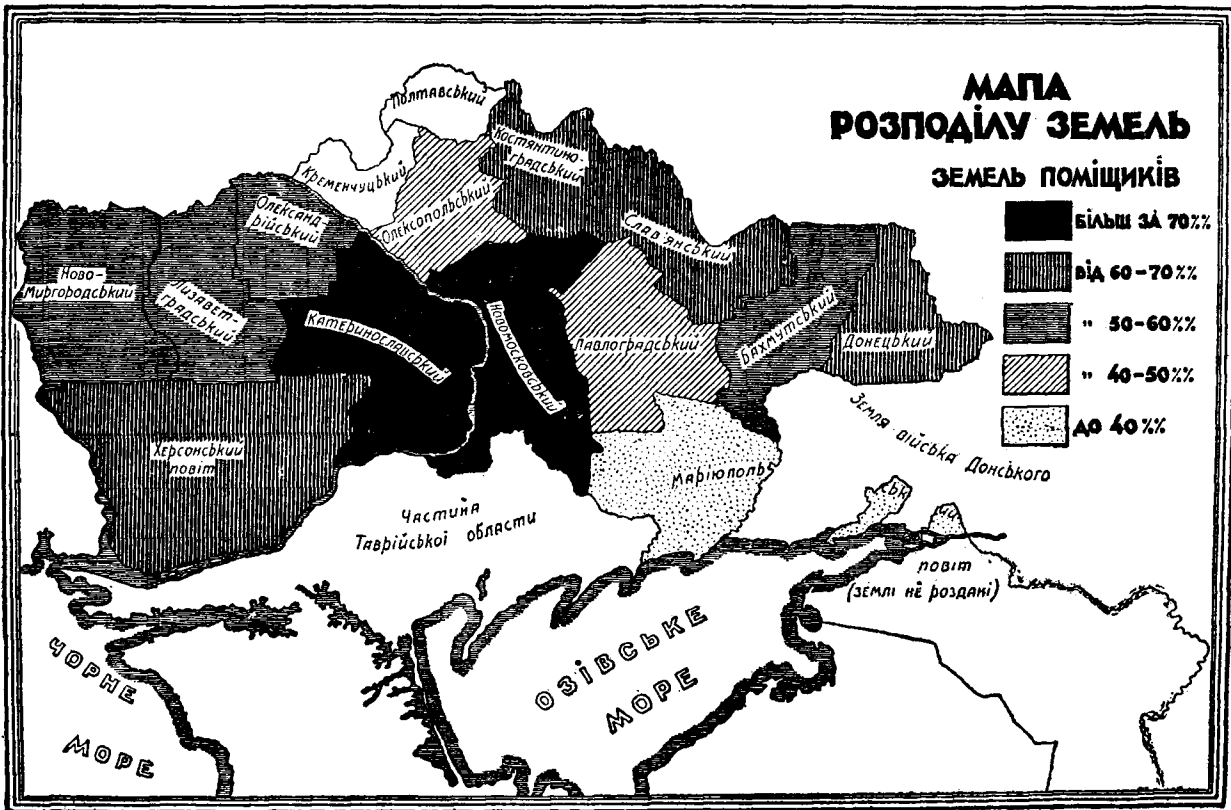 МАПА
РОЗПОДІЛУ ЗЕМЕЛЬ
ЗЕМЕЛЬ ПОМІЩИКІВ
БІЛЬШ ЗА 70%%
ВІД 60-70%%
" 50-60%%
" 40-50%%
ДО 40%%
Полтавський
Костянтино-
градський
Кременчуцький
Олексопольський
Олександ-
рійський
Слав'янський
Ново-
Миргородський
Єлизавет-
градський
Катеринославський
Новомосковський
Павлоградський
Бахмутський
Донецький
Херсонський
повіт
Маріюполь
ськ
ий
Земля війська Донського
Частина
Таврійської области
повіт
(землі не роздані)
ОЗІВСЬКЕ
МОРЕ
ЧОРНЕ
МОРЕ